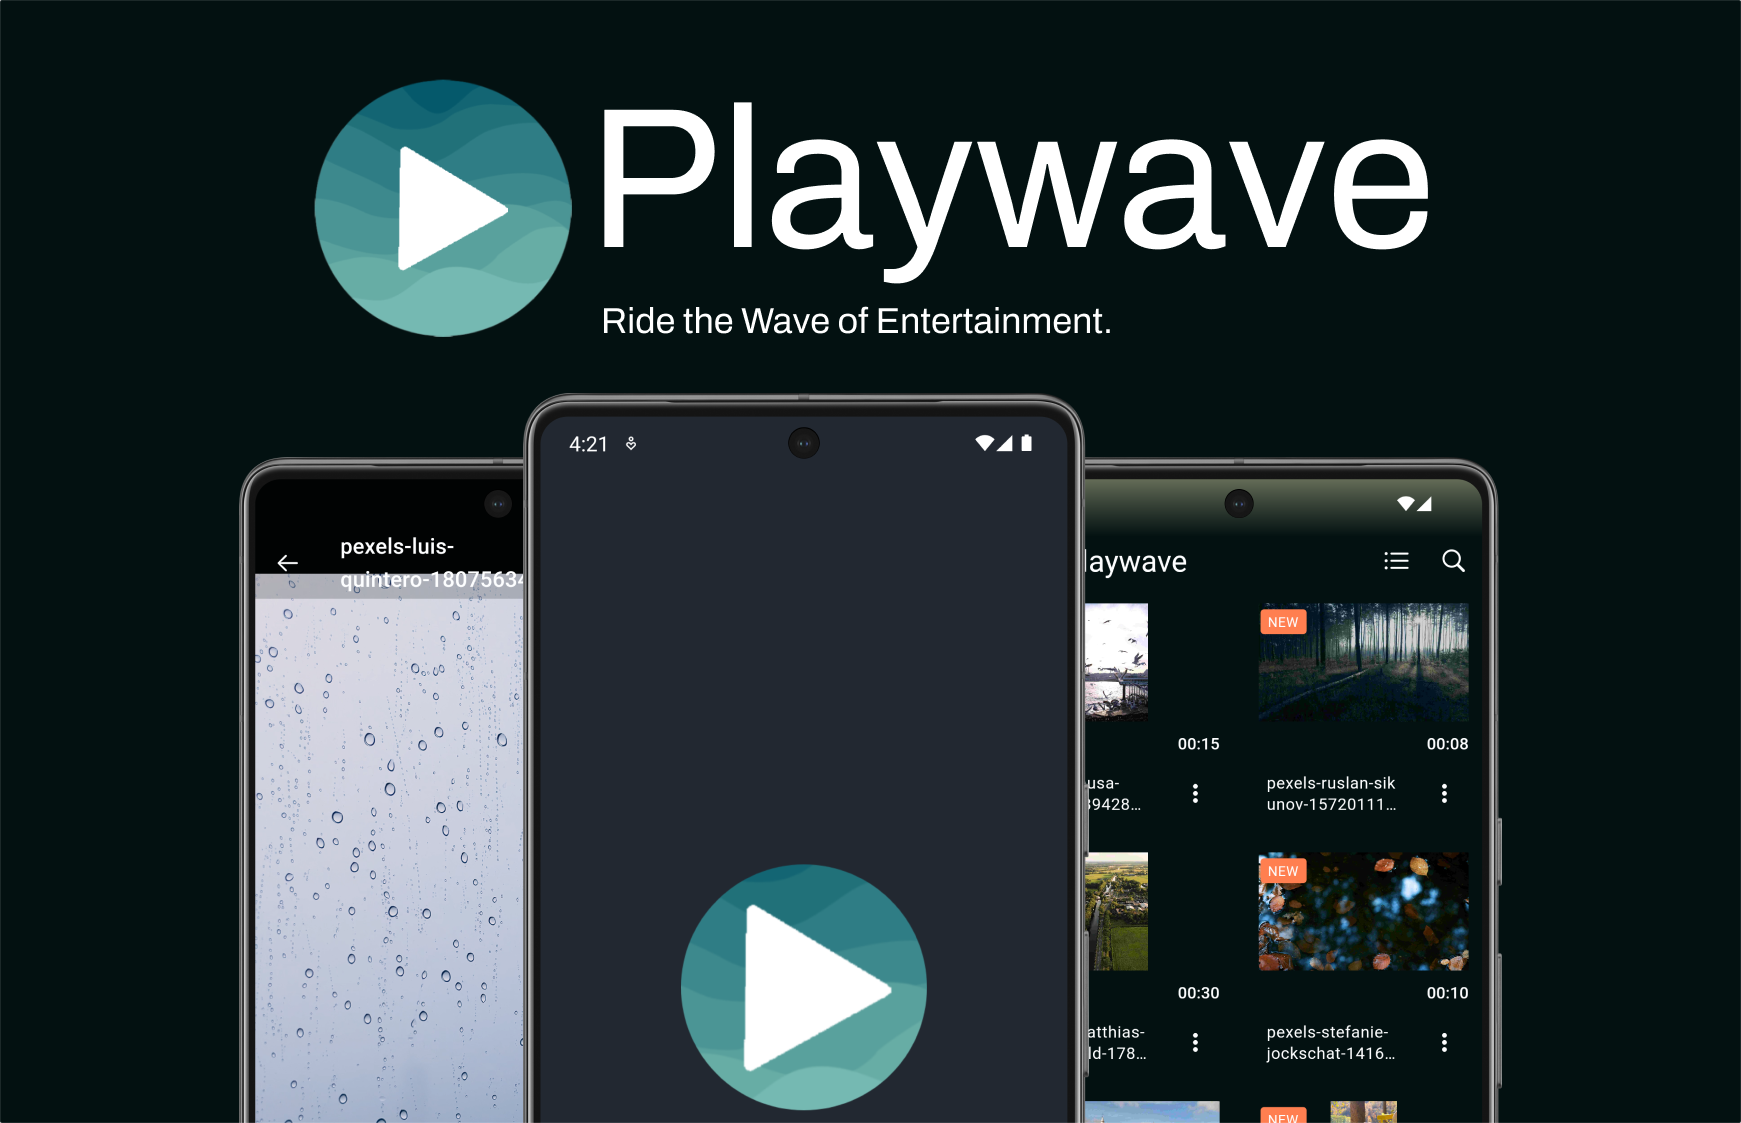 Playwave
Ride the Wave of Entertainment.
4:21
pexels-luis-
quintero-1807563
laywave
NEW
00:15
00:08
usa-
9428...
pexels-ruslan-sik
unov-15720111...
NEW
00:30
00:10
atthias-
ld-178...
pexels-stefanie-
jockschat-1416...
NEW